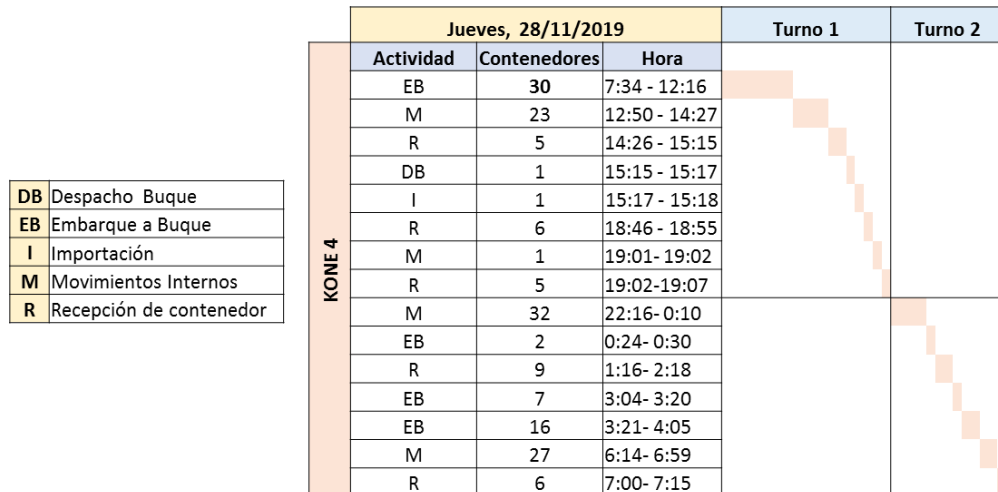 Jueves, 28/11/2019 Turno 1 Turno 2
Actividad Contenedores Hora
EB 30 7:34 - 12:16
M 23 12:50 - 14:27
R 5 14:26 - 15:15
DB 1 15:15 - 15:17
I 1 15:17 - 15:18
R 6 18:46 - 18:55
M 1 19:01- 19:02
R 5 19:02-19:07
M 32 22:16- 0:10
EB 2 0:24- 0:30
R 9 1:16- 2:18
EB 7 3:04- 3:20
EB 16 3:21- 4:05
M 27 6:14- 6:59
R 6 7:00- 7:15
KONE 4
DB Despacho Buque
EB Embarque a Buque
I Importación
M Movimientos Internos
R Recepción de contenedor